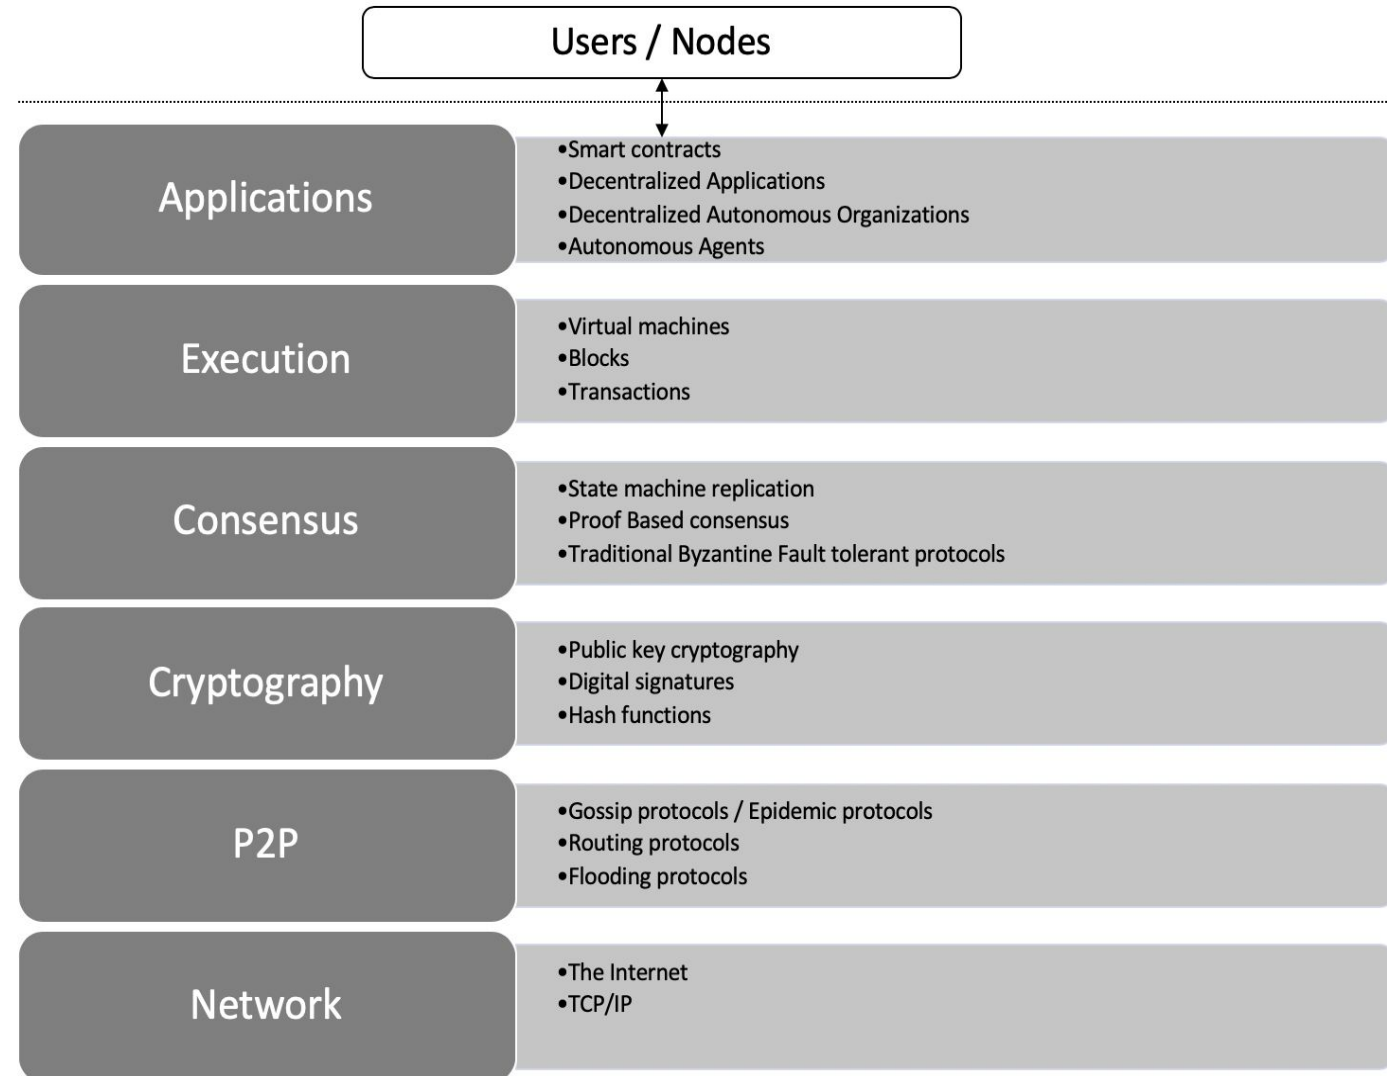 Users / Nodes
Applications
•Smart contracts
•Decentralized Applications
•Decentralized Autonomous Organizations
•Autonomous Agents
Execution
•Virtual machines
•Blocks
•Transactions
Consensus
•State machine replication
•Proof Based consensus
•Traditional Byzantine Fault tolerant protocols
Cryptography
•Public key cryptography
•Digital signatures
•Hash functions
P2P
•Gossip protocols / Epidemic protocols
•Routing protocols
•Flooding protocols
Network
•The Internet
•TCP/IP